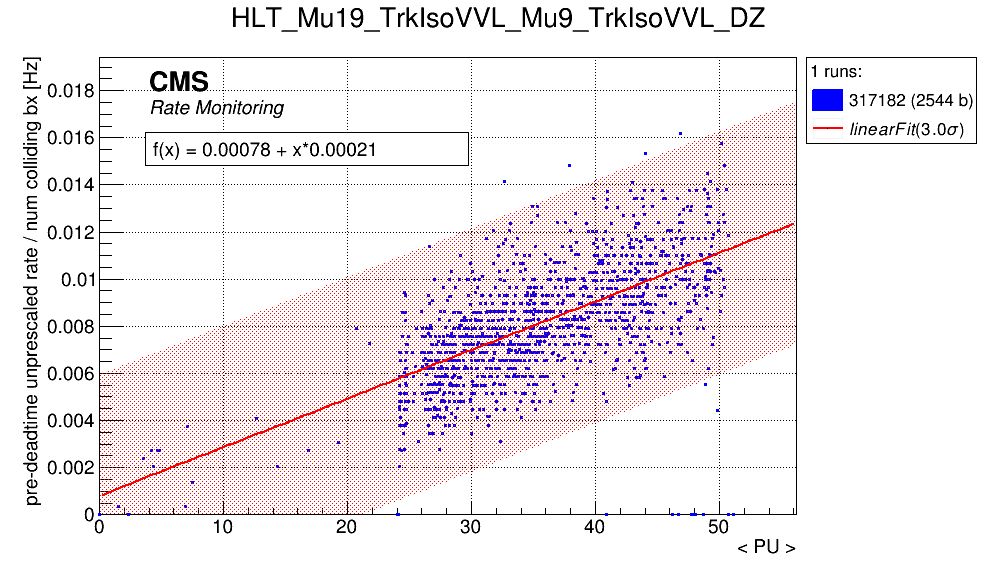 HLT_Mu19_TrkIsoVVL_Mu9_TrkIsoVVL_DZ
pre-deadtime unprescaled rate / num colliding bx [Hz]
CMS
Rate Monitoring
f(x) = 0.00078 + x*0.00021
0.018
0.016
0.014
0.012
0.01
0.008
0.006
0.004
0.002
0
0 10 20 30 40 50
< PU >
1 runs:
317182 (2544 b)
linearFit(3.0σ)